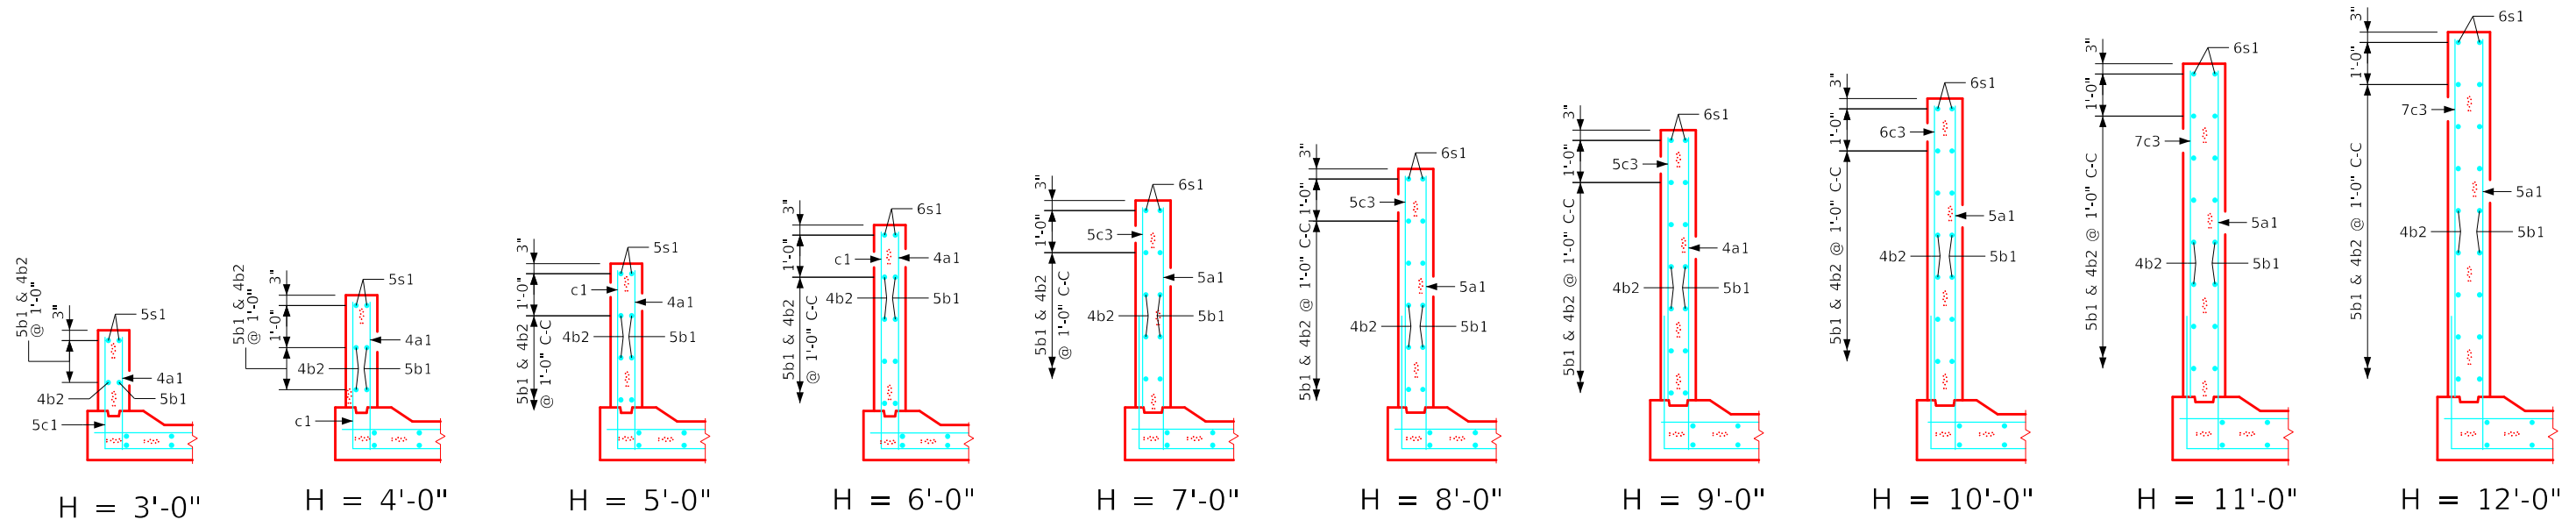 5b1 & 4b2
@ 1'-0"
3"
5s1
4a1
4b2
5b1
5c1
H = 3'-0"
5b1 & 4b2
@ 1'-0"
3"
1'-0"
5s1
4a1
4b2
5b1
c1
H = 4'-0"
3"
1'-0"
5b1 & 4b2
@ 1'-0" C-C
5s1
c1
4a1
4b2
5b1
H = 5'-0"
3"
1'-0"
5b1 & 4b2
@ 1'-0" C-C
6s1
c1
4a1
4b2
5b1
H = 6'-0"
3"
1'-0"
5b1 & 4b2
@ 1'-0" C-C
6s1
5c3
5a1
4b2
5b1
H = 7'-0"
3"
1'-0"
5b1 & 4b2 @ 1'-0" C-C
6s1
5c3
5a1
4b2
5b1
H = 8'-0"
3"
1'-0"
5b1 & 4b2 @ 1'-0" C-C
6s1
5c3
4a1
4b2
5b1
H = 9'-0"
3"
1'-0"
5b1 & 4b2 @ 1'-0" C-C
6s1
6c3
5a1
4b2
5b1
H = 10'-0"
3"
1'-0"
5b1 & 4b2 @ 1'-0" C-C
6s1
7c3
5a1
4b2
5b1
H = 11'-0"
3"
1'-0"
5b1 & 4b2 @ 1'-0" C-C
6s1
7c3
5a1
4b2
5b1
H = 12'-0"